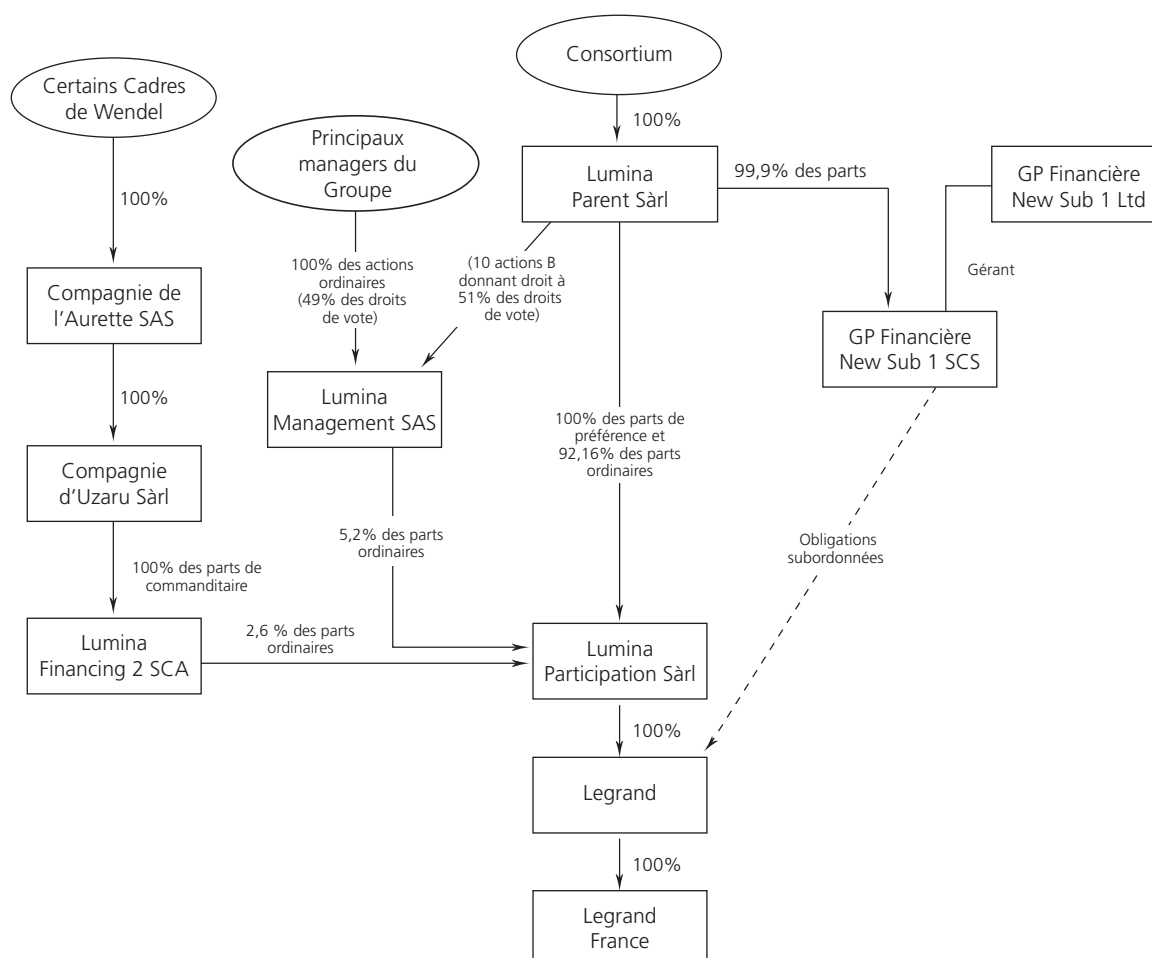 Consortium
Certains Cadres
de Wendel
100%
Principaux
managers du
Groupe
Lumina
Parent Sàrl
99,9% des parts
GP Financière
New Sub 1 Ltd
100%
100% des actions
ordinaires
(49% des droits
de vote)
(10 actions B
donnant droit à
51% des droits
de vote)
Gérant
Compagnie de
l'Aurette SAS
GP Financière
New Sub 1 SCS
Lumina
Management SAS
100%
100% des parts de
préférence et
92,16% des parts
ordinaires
Compagnie
d'Uzaru Sàrl
5,2% des parts
ordinaires
Obligations
subordonnées
100% des parts de
commanditaire
Lumina
Financing 2 SCA
2,6 % des parts
ordinaires
Lumina
Participation Sàrl
100%
Legrand
100%
Legrand
France